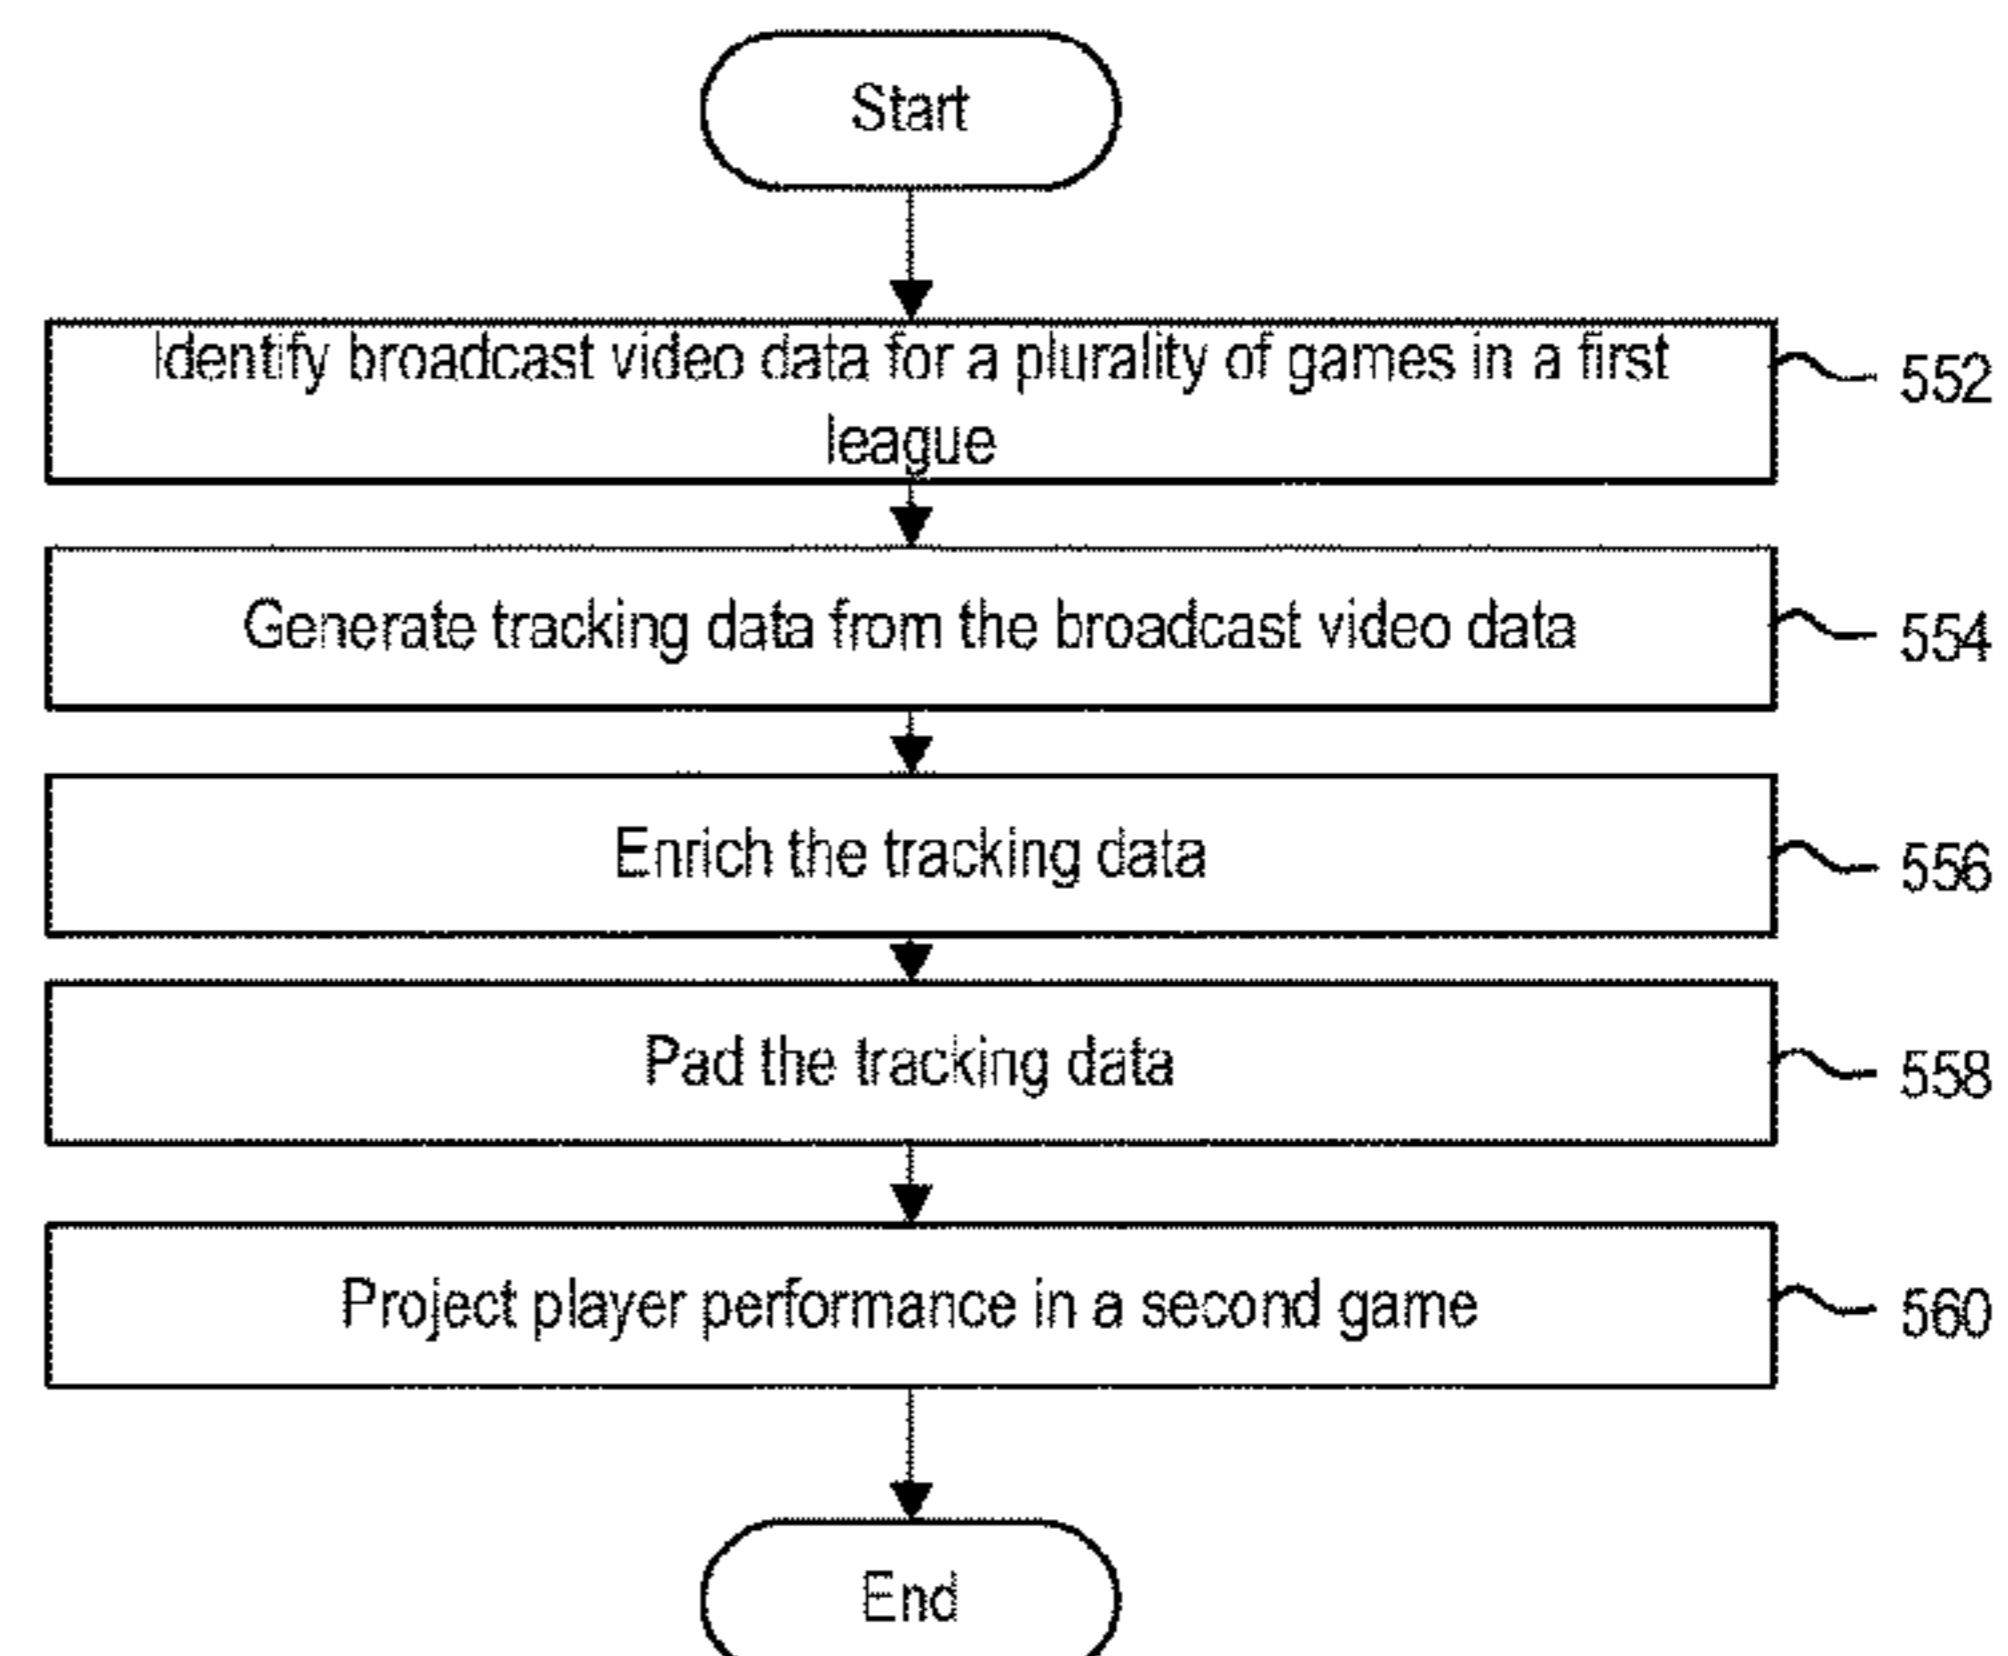 Start
Identify broadcast video data for a plurality of games in a first
league
552
Generate tracking data from the broadcast video data
554
Enrich the tracking data
556
Pad the tracking data
558
Project player performance in a second game
560
End